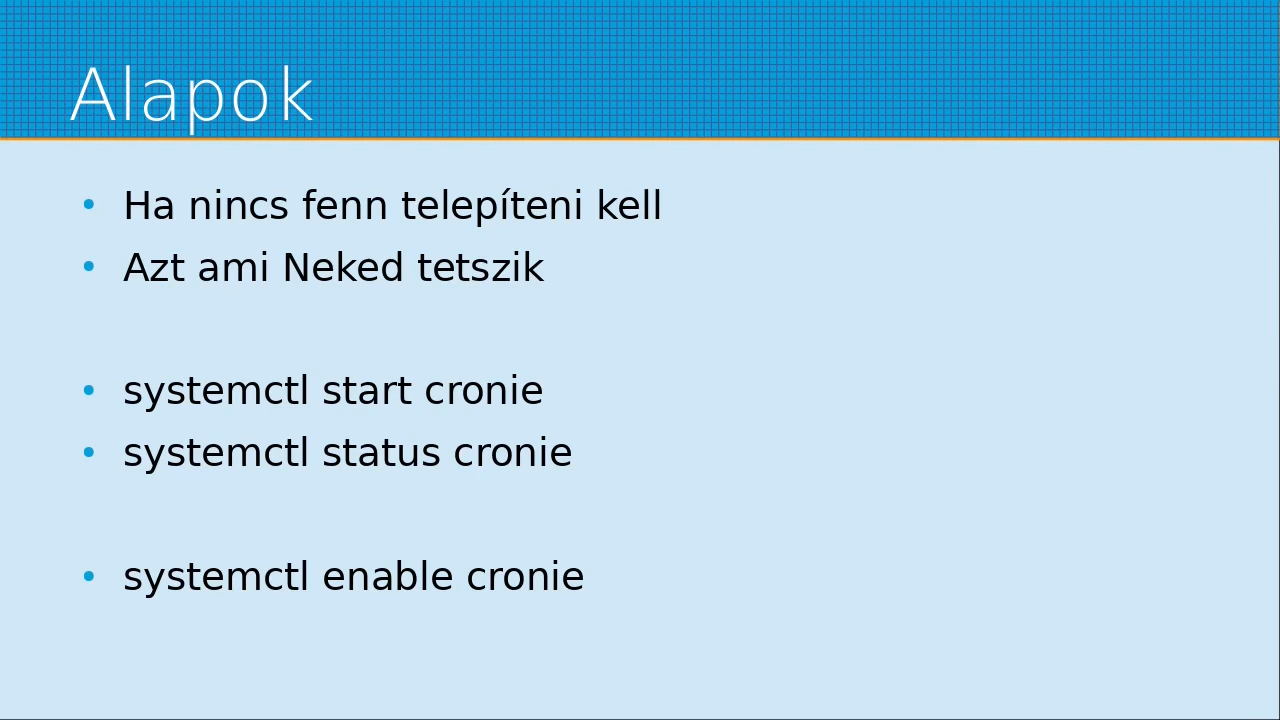 Alapok
Ha nincs fenn telepíteni kell
Azt ami Neked tetszik
systemctl start cronie
systemctl status cronie
systemctl enable cronie